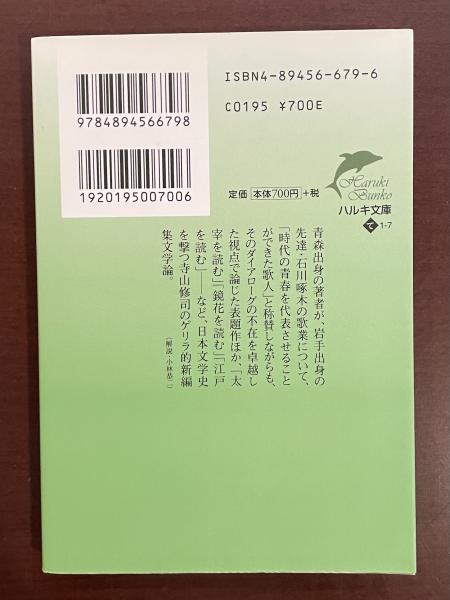 ISBN4-89456-679-6
C0195 ¥700E
9784894566798
1920195007006
定価 本体700円 +税
Haruki
Bunko
ハルキ文庫
て 1-7
青森出身の著者が、岩手出身の
先達・石川啄木の歌業について、
「時代の青春を代表させること
ができた歌人」と称賛しながらも、
そのダイアローグの不在を卓越し
た視点で論じた表題作ほか、「太
宰を読む」「鏡花を読む」「江戸
を読む」――など、日本文学史
を撃つ寺山修司のゲリラ的新編
集文学論。
(解説・小林恭二)